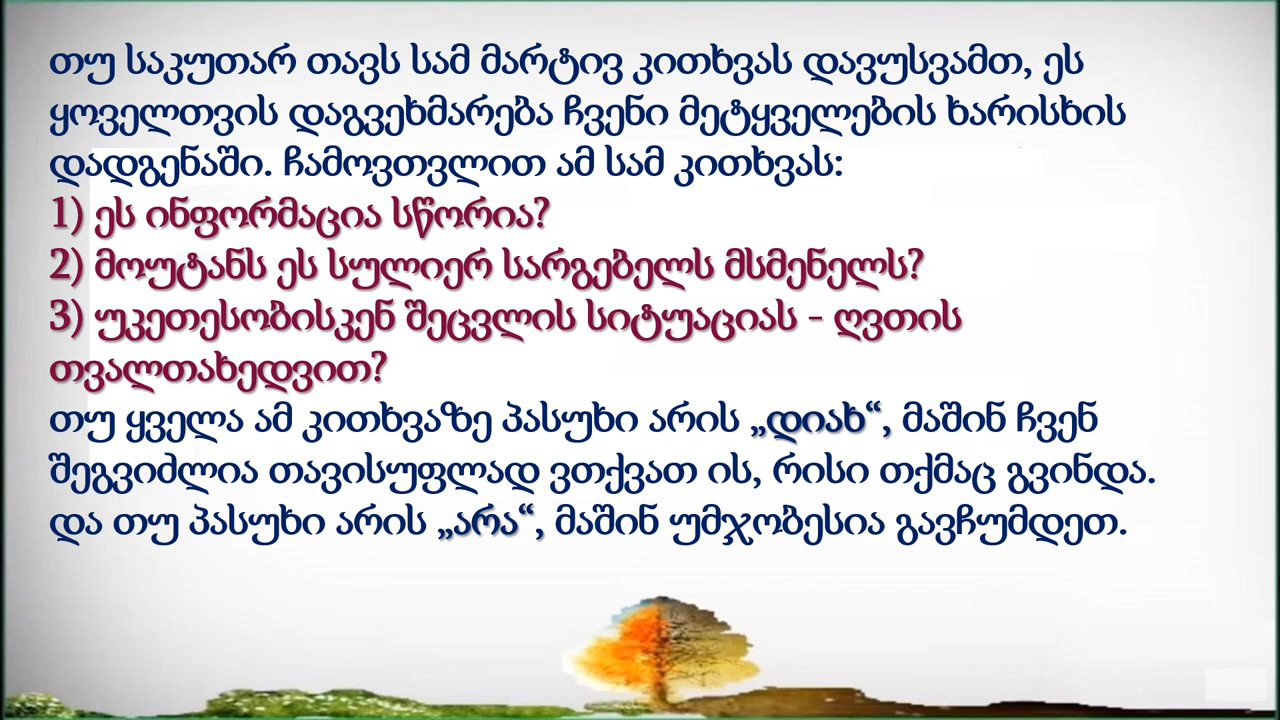 თუ საკუთარ თავს სამ მარტივ კითხვას დავუსვამთ, ეს
ყოველთვის დაგვეხმარება ჩვენი მეტყველების ხარისხის
დადგენაში. ჩამოვთვლით ამ სამ კითხვას:
1) ეს ინფორმაცია სწორია?
2) მოუტანს ეს სულიერ სარგებელს მსმენელს?
3) უკეთესობისკენ შეცვლის სიტუაციას - ღვთის
თვალთახედვით?
თუ ყველა ამ კითხვაზე პასუხი არის „დიახ“, მაშინ ჩვენ
შეგვიძლია თავისუფლად ვთქვათ ის, რისი თქმაც გვინდა.
და თუ პასუხი არის „არა“, მაშინ უმჯობესია გავჩუმდეთ.